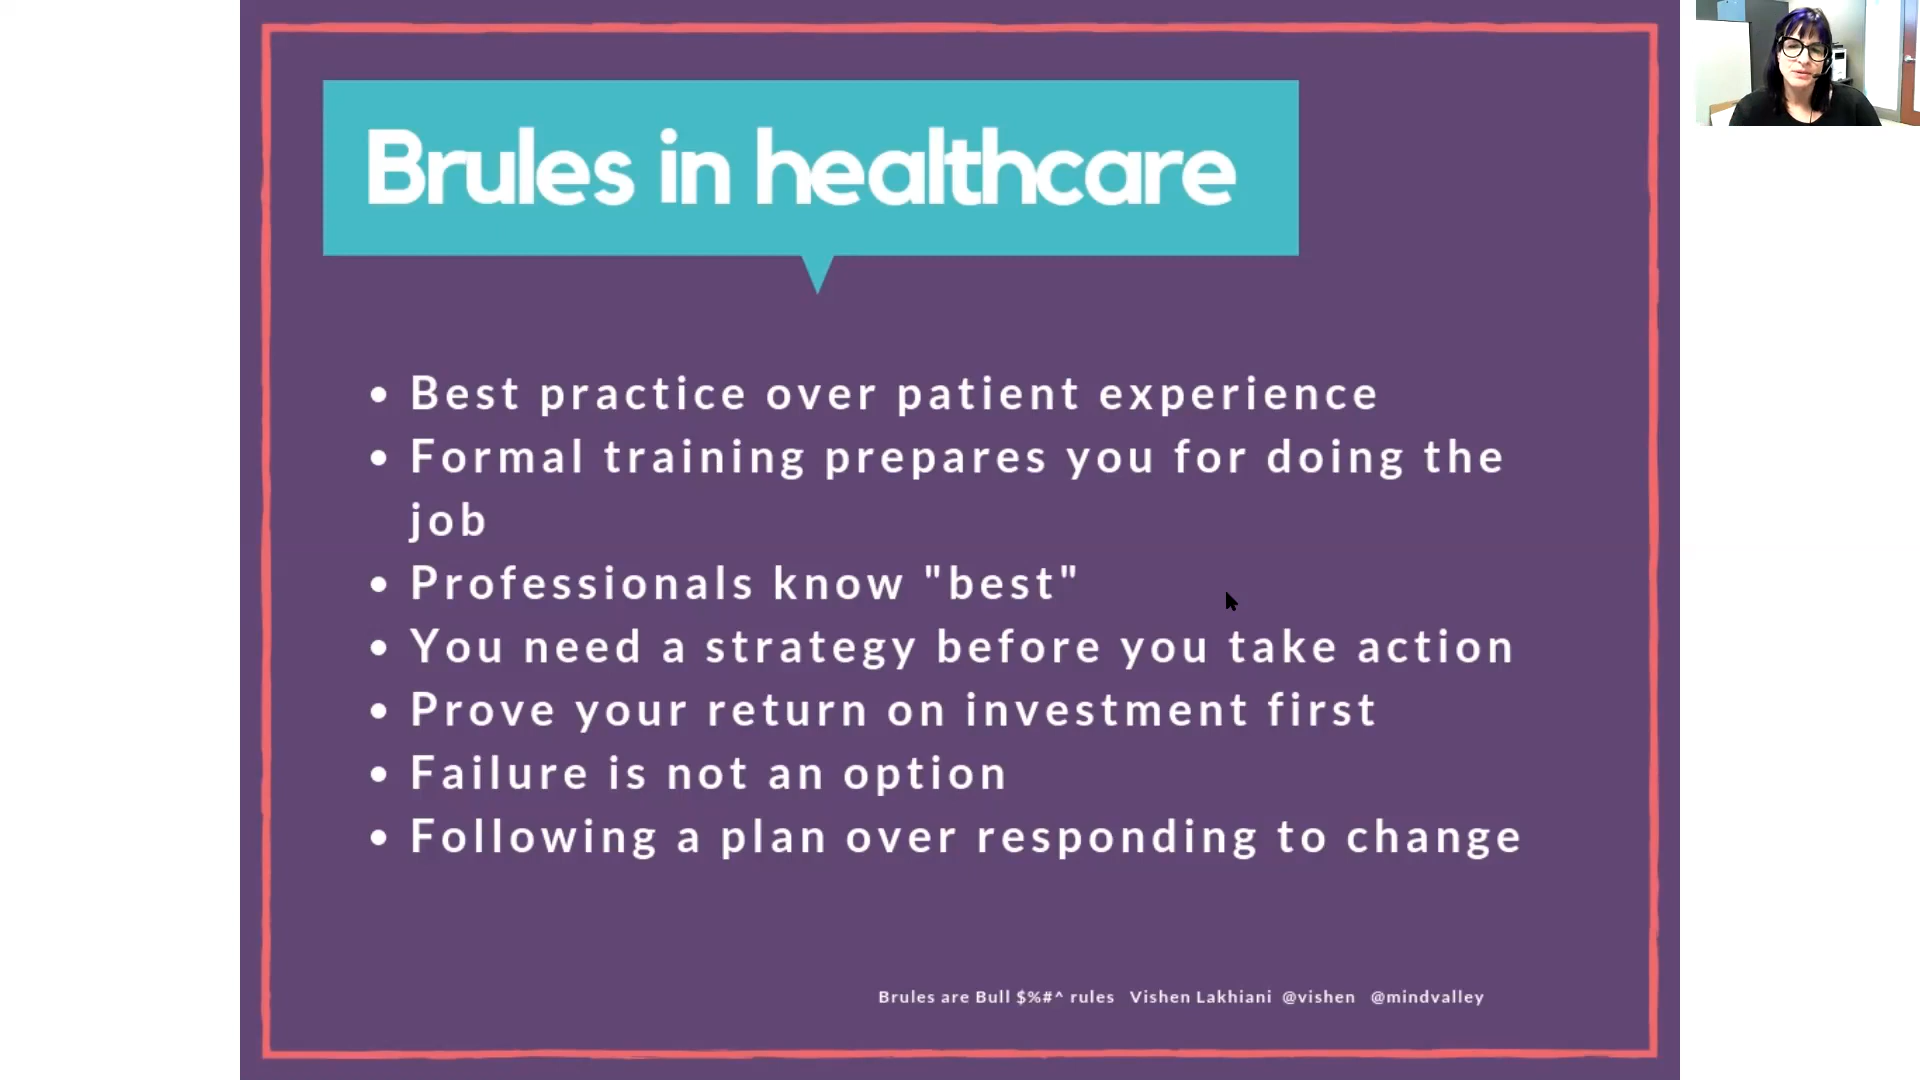 Brules in healthcare
Best practice over patient experience
Formal training prepares you for doing the
job
Professionals know "best"
You need a strategy before you take action
Prove your return on investment first
Failure is not an option
Following a plan over responding to change
Brules are Bull $%#^ rules Vishen Lakhiani @vishen @mindvalley